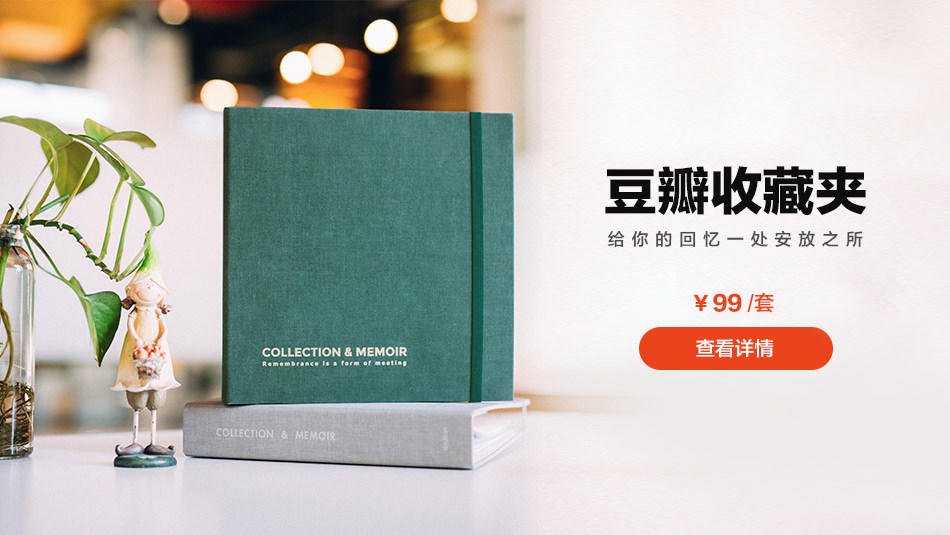 COLLECTION & MEMOIR
Remembrance is a form of meeting
COLLECTION & MEMOIR
豆瓣收藏夹
给你的回忆一处安放之所
¥99/套
查看详情